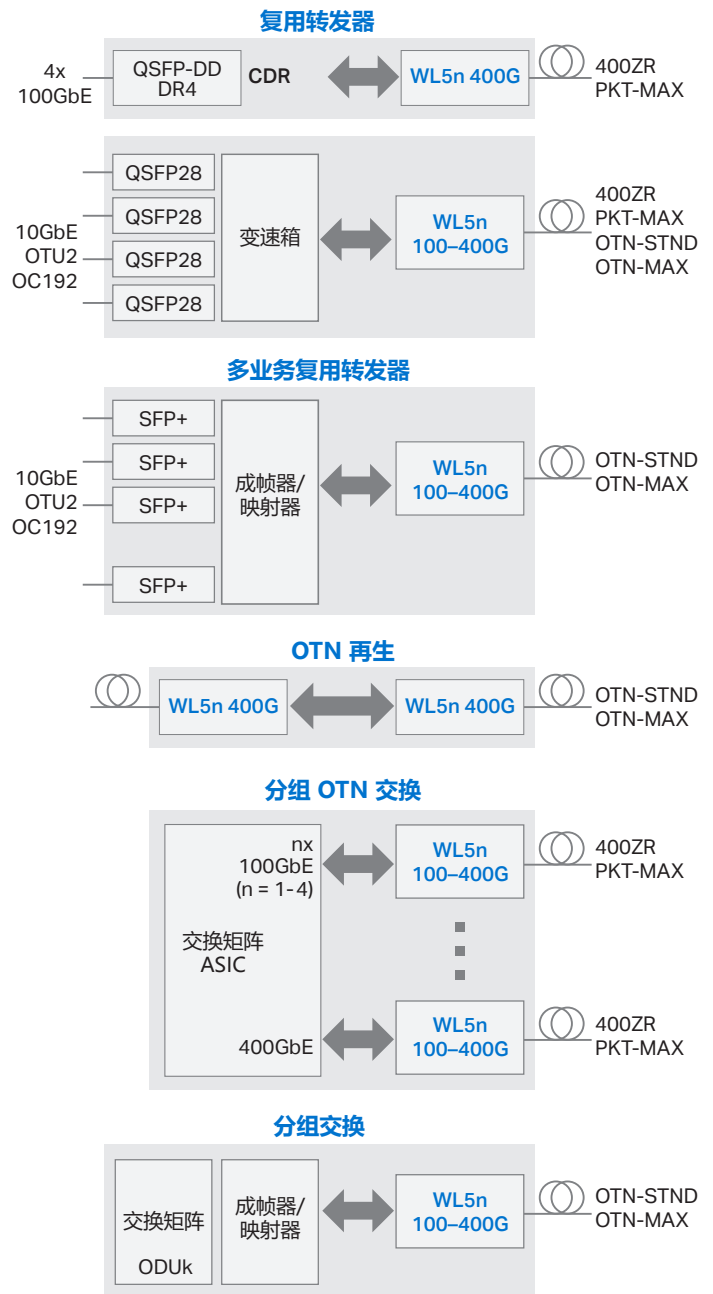 复用转发器
4x
100GbE
QSFP-DD
DR4
CDR
WL5n 400G
400ZR
PKT-MAX
10GbE
OTU2
OC192
QSFP28
QSFP28
QSFP28
QSFP28
变速箱
WL5n
100–400G
400ZR
PKT-MAX
OTN-STND
OTN-MAX
多业务复用转发器
10GbE
OTU2
OC192
SFP+
SFP+
SFP+
SFP+
成帧器/
映射器
WL5n
100–400G
OTN-STND
OTN-MAX
OTN 再生
WL5n 400G
WL5n 400G
OTN-STND
OTN-MAX
分组 OTN 交换
交换矩阵
ASIC
nx
100GbE
(n = 1-4)
WL5n
100–400G
400ZR
PKT-MAX
400GbE
WL5n
100–400G
400ZR
PKT-MAX
分组交换
交换矩阵
ODUk
成帧器/
映射器
WL5n
100–400G
OTN-STND
OTN-MAX